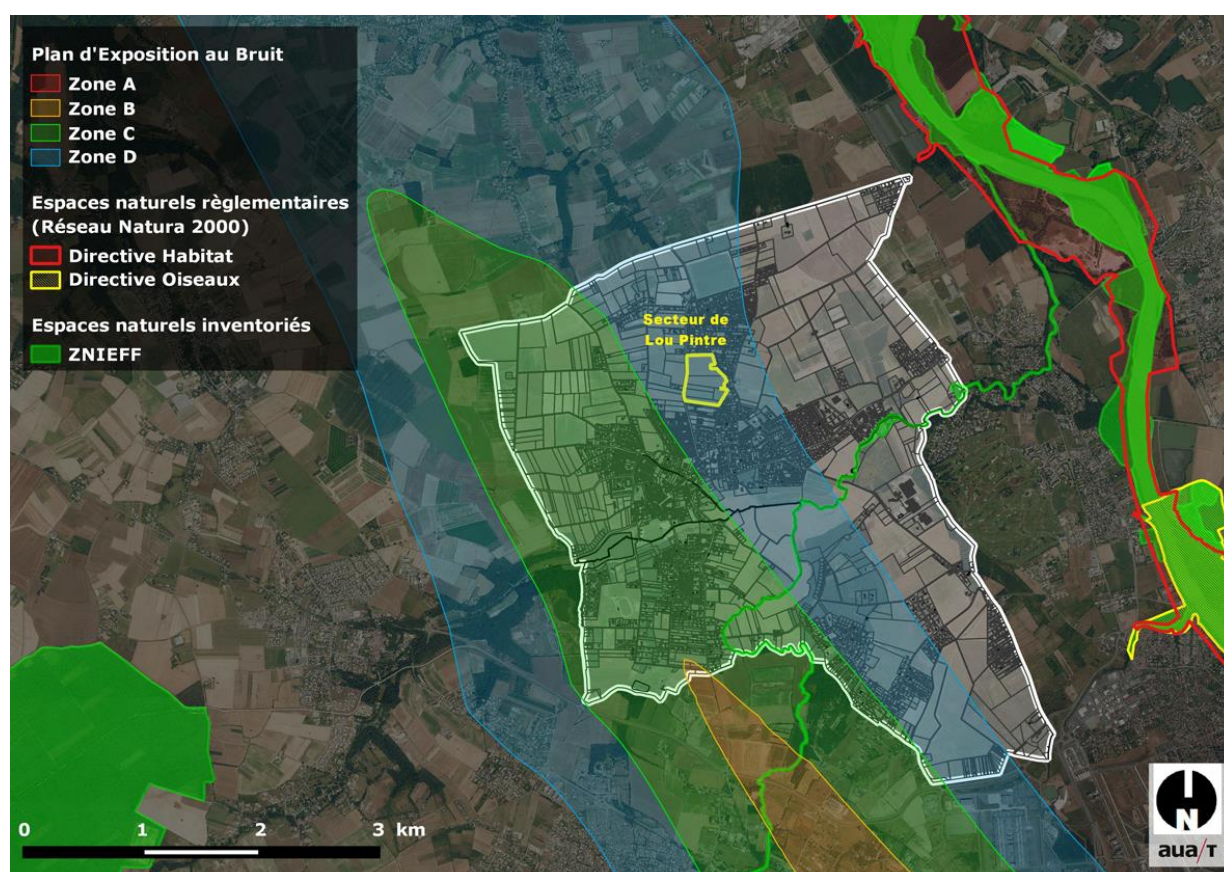 Plan d'Exposition au Bruit
Zone A
Zone B
Zone C
Zone D
Espaces naturels règlementaires
(Réseau Natura 2000)
Directive Habitat
Directive Oiseaux
Espaces naturels inventoriés
ZNIEFF
Secteur de
Lou Pintre
0 1 2 3 km
N
aua/T